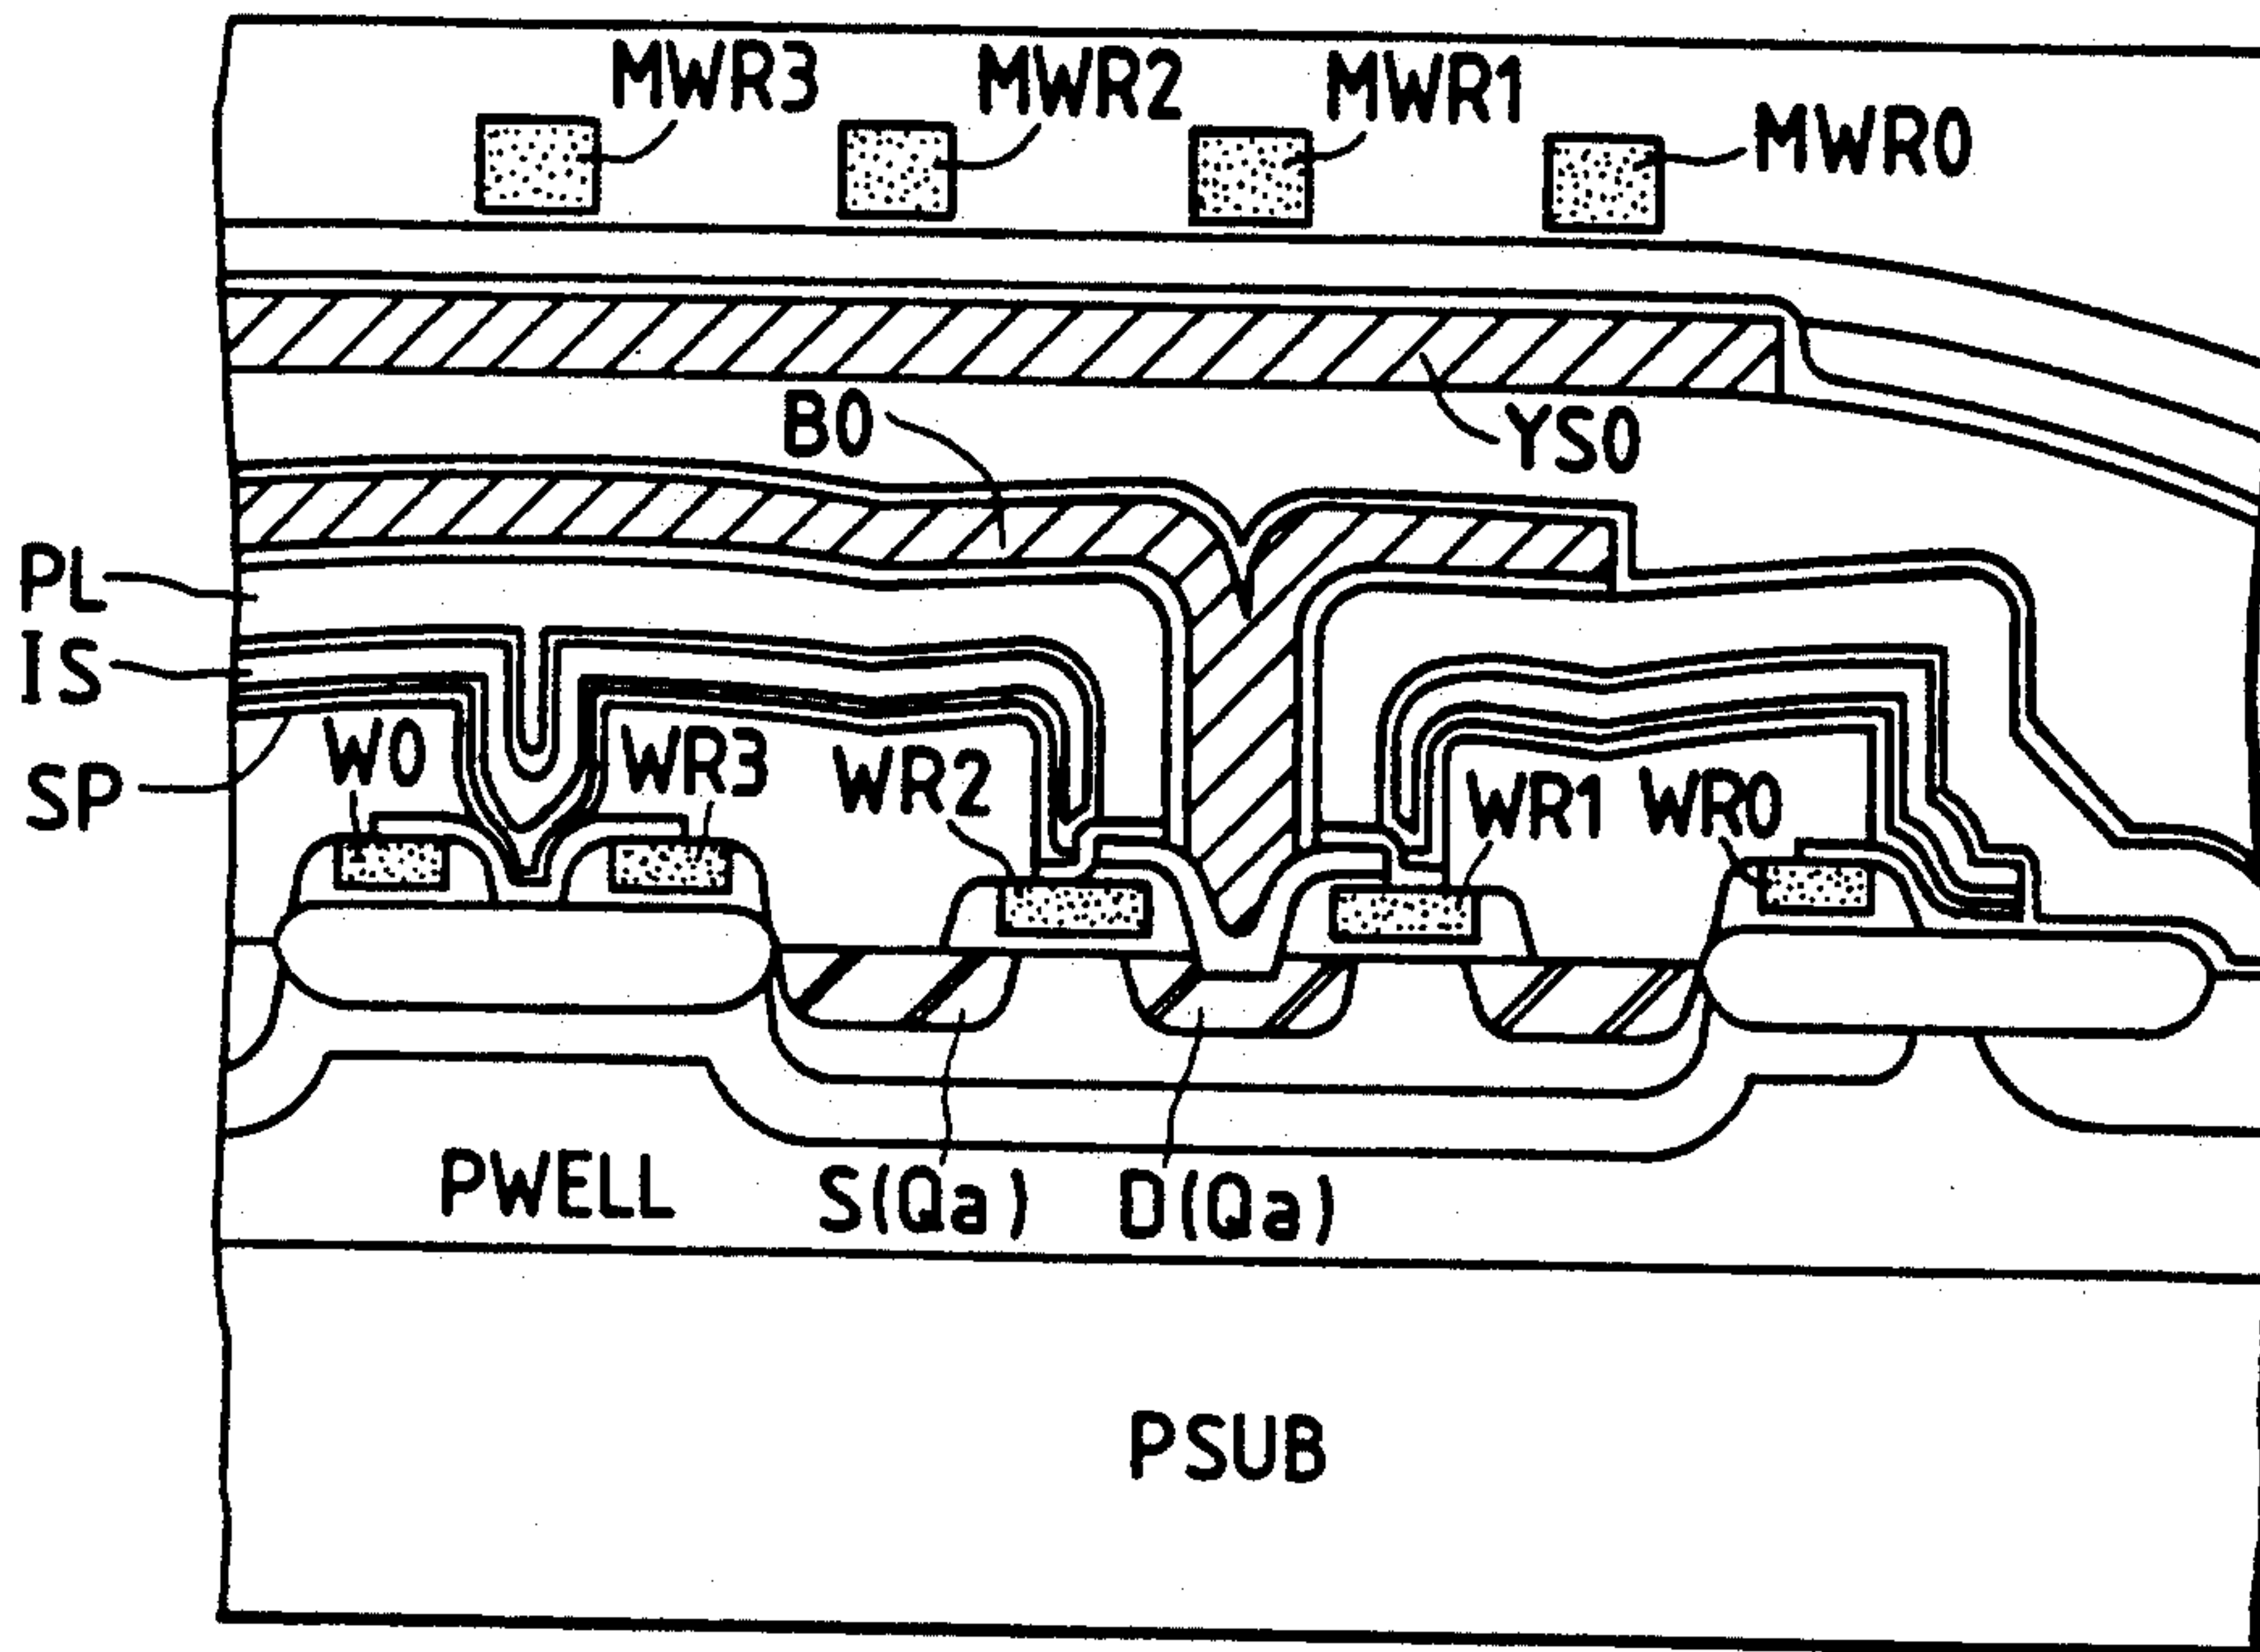 MWR3 MWR2 MWR1 MWR0
B0 YS0
PL
IS
SP
W0 WR3 WR2 WR1 WR0
PWELL S(Qa) D(Qa)
PSUB